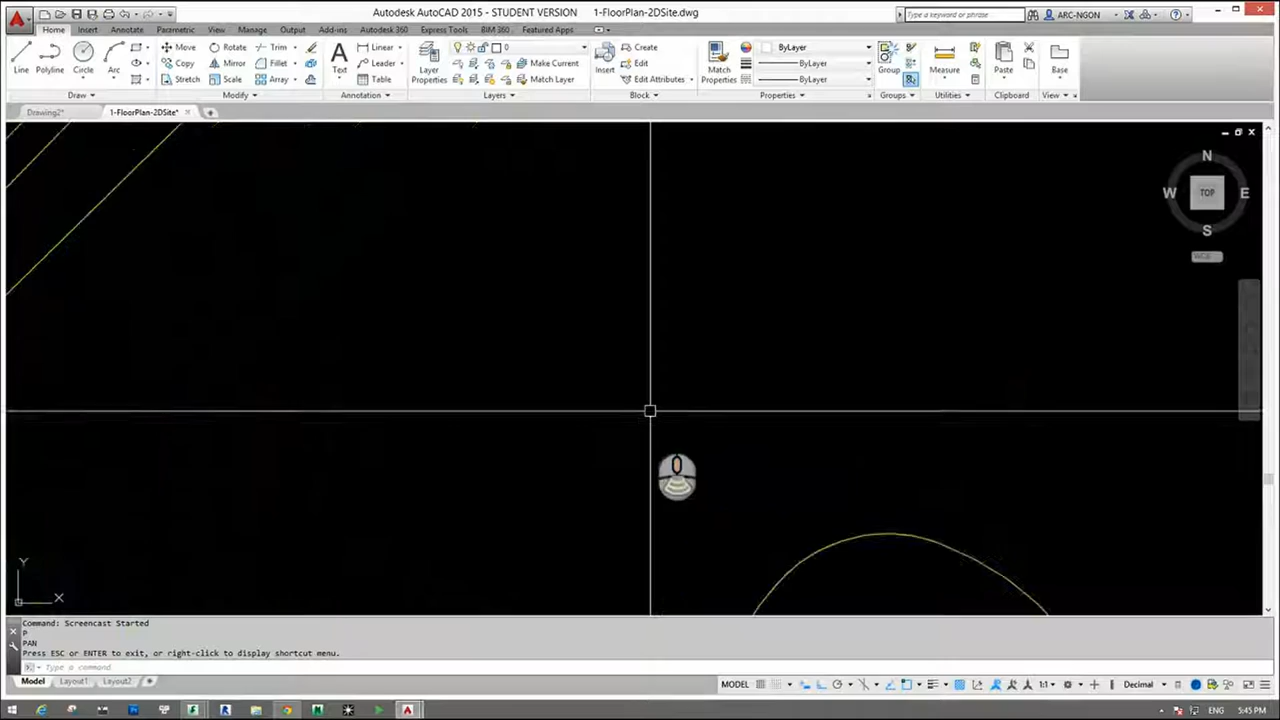 Autodesk AutoCAD 2015 - STUDENT VERSION 1-FloorPlan-2DSite.dwg
Type a keyword or phrase
ARC-NGON
Home Insert Annotate Parametric View Manage Output Add-ins Autodesk 360 Express Tools BIM 360 Featured Apps
Line Polyline Circle Arc
Move Rotate Trim
Copy Mirror Fillet
Stretch Scale Array
Text
Linear
Leader
Table
Layer Properties
0
Make Current
Match Layer
Insert
Create
Edit
Edit Attributes
Match Properties
ByLayer
ByLayer
ByLayer
Group
Measure
Paste
Base
Draw Modify Annotation Layers Block Properties Groups Utilities Clipboard View
Drawing2* 1-FloorPlan-2DSite*
N
W TOP E
S
Y
X
Command: Screencast Started
P
PAN
Press ESC or ENTER to exit, or right-click to display shortcut menu.
Type a command
Model Layout1 Layout2
MODEL 1:1 Decimal
ENG 5:45 PM